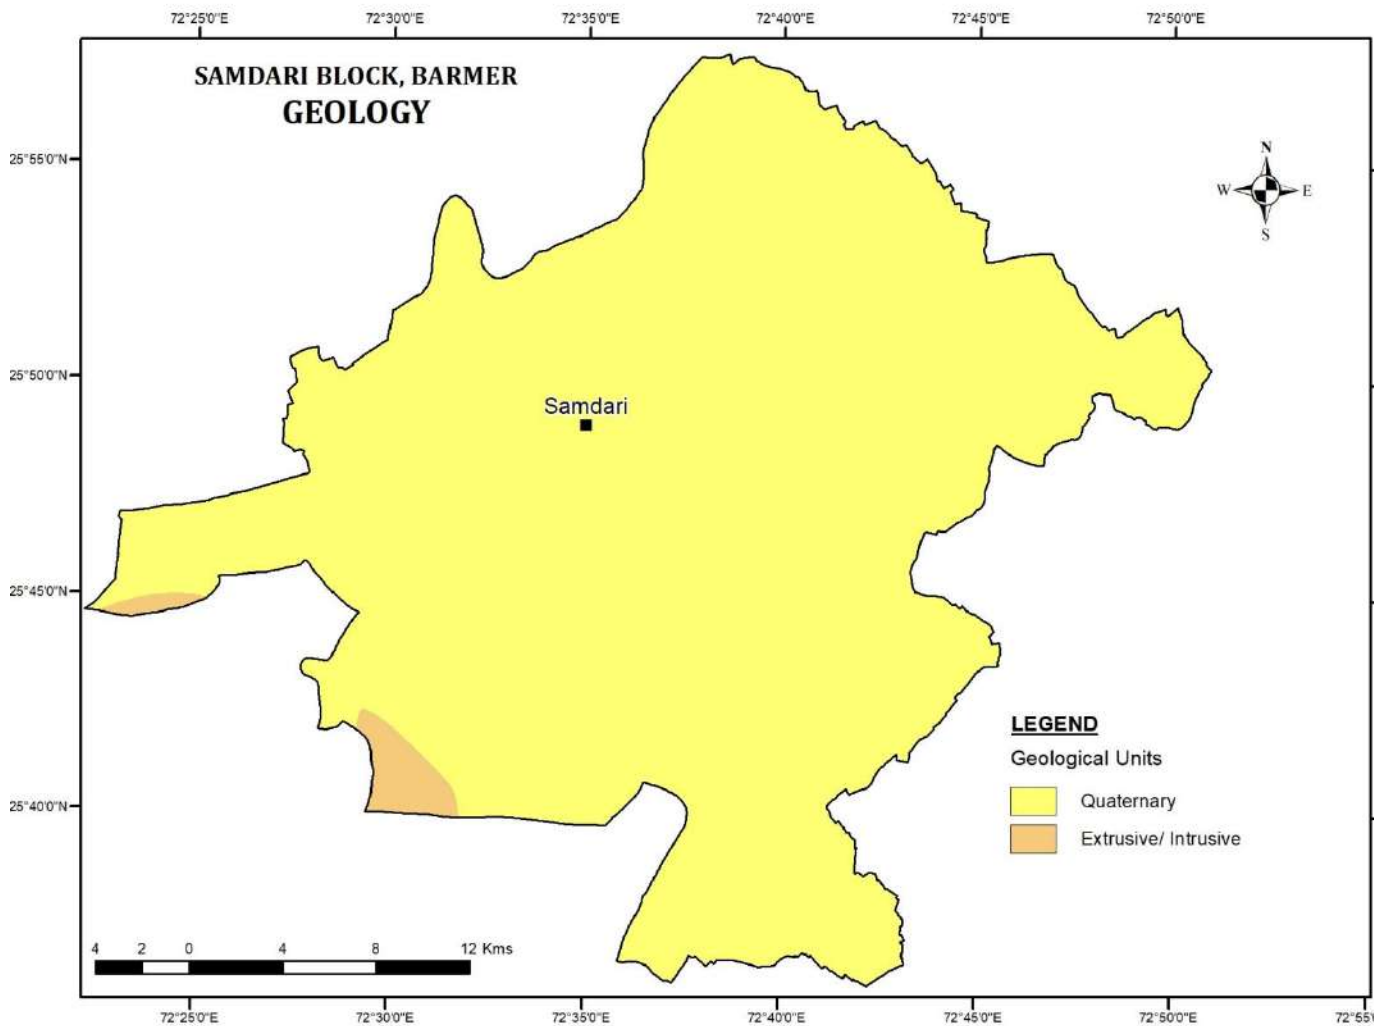 72°25'0"E 72°30'0"E 72°35'0"E 72°40'0"E 72°45'0"E 72°50'0"E
SAMDARI BLOCK, BARMER
GEOLOGY
25°55'0"N
N
W E
S
25°50'0"N
Samdari
25°45'0"N
LEGEND
Geological Units
Quaternary
Extrusive/ Intrusive
25°40'0"N
4 2 0 4 8 12 Kms
72°25'0"E 72°30'0"E 72°35'0"E 72°40'0"E 72°45'0"E 72°50'0"E